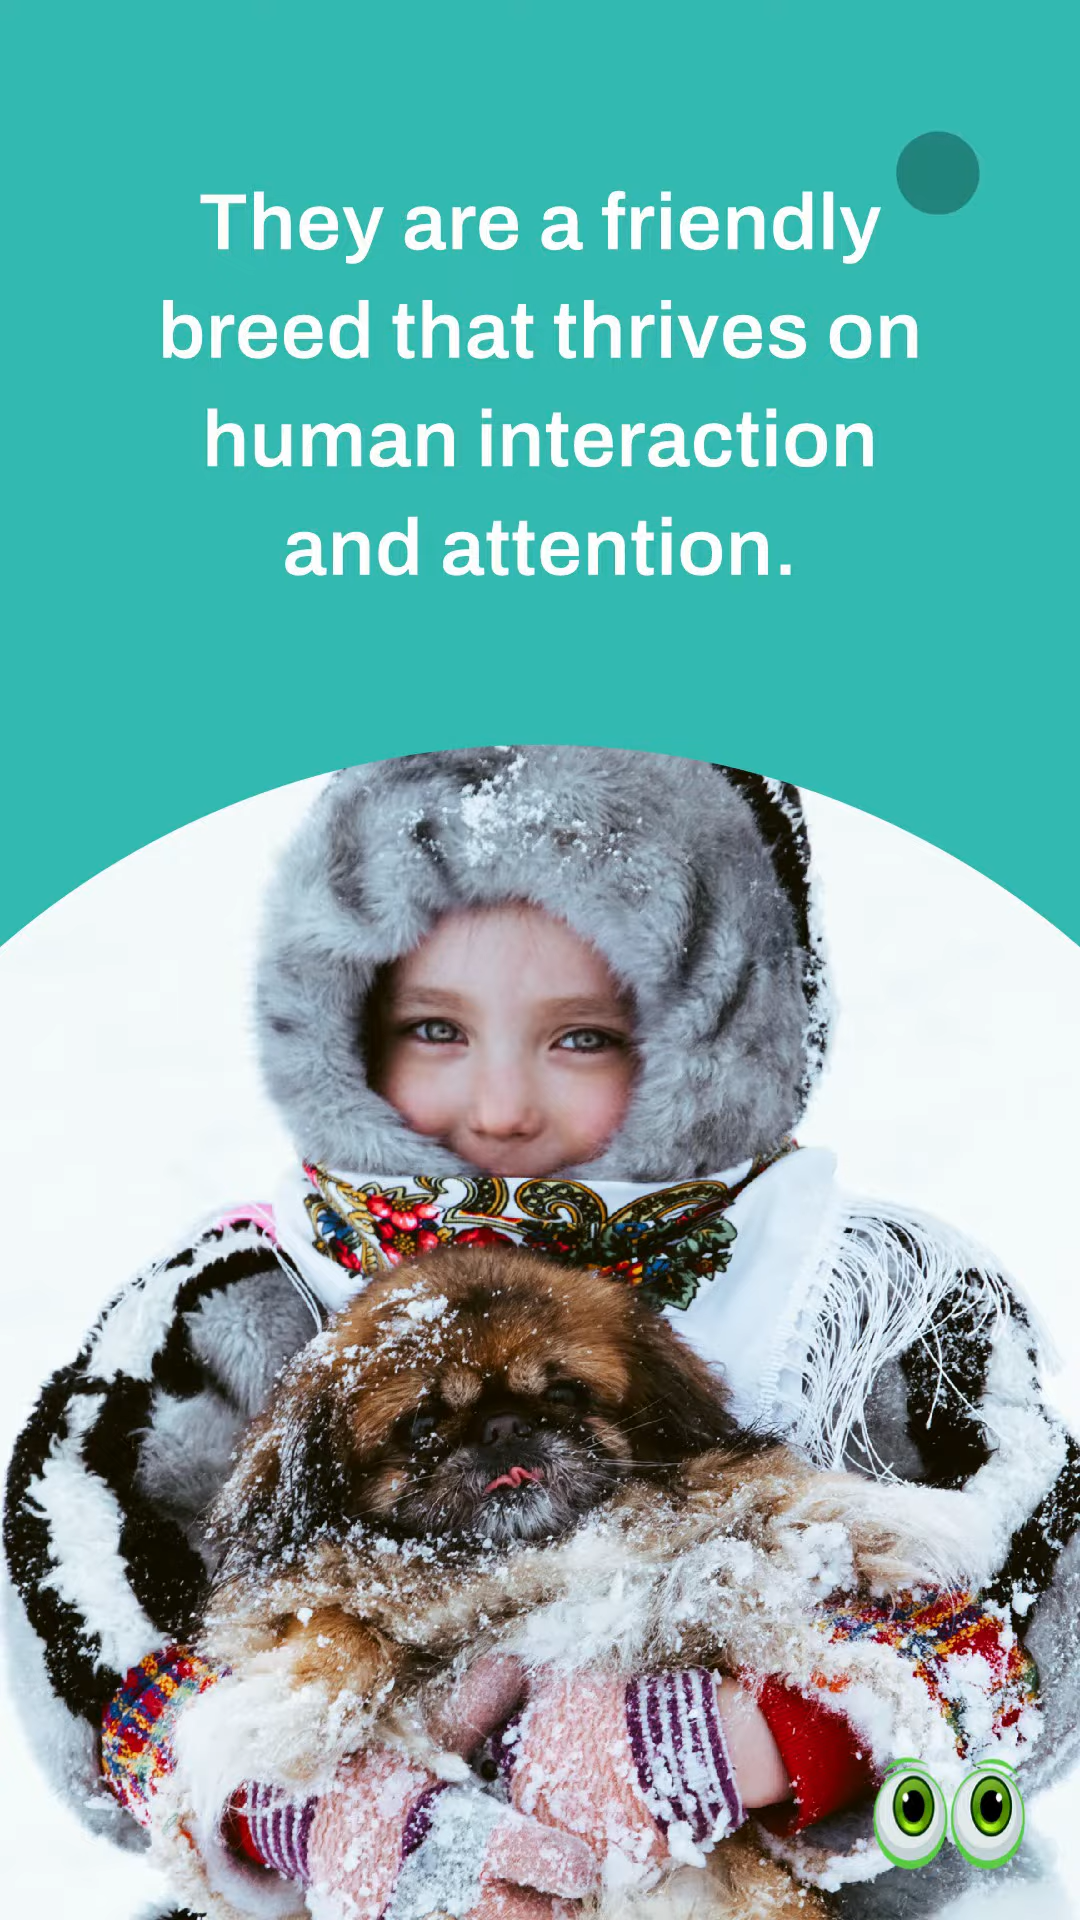 They are a friendly
breed that thrives on
human interaction
and attention.